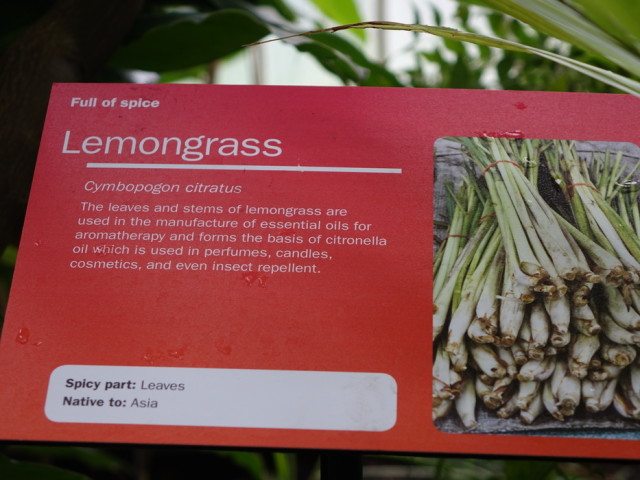 Full of spice
Lemongrass
Cymbopogon citratus
The leaves and stems of lemongrass are
used in the manufacture of essential oils for
aromatherapy and forms the basis of citronella
oil which is used in perfumes, candles,
cosmetics, and even insect repellent.
Spicy part: Leaves
Native to: Asia